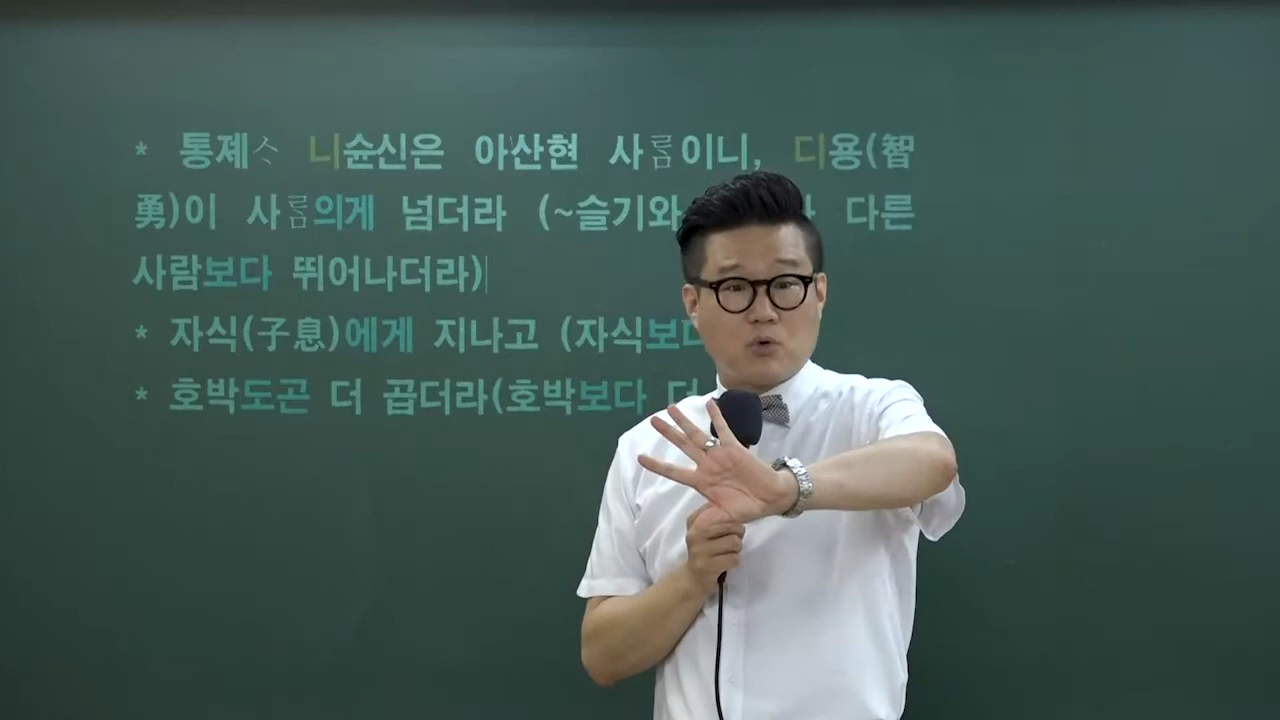 * 통제ᄉᆞ 니슌신은 아산현 사ᄅᆞᆷ이니, 디용(智
勇)이 사ᄅᆞᆷ의게 넘더라 (~슬기와 다른
사람보다 뛰어나더라)
* 자식(子息)에게 지나고 (자식보다
* 호박도곤 더 곱더라(호박보다 더